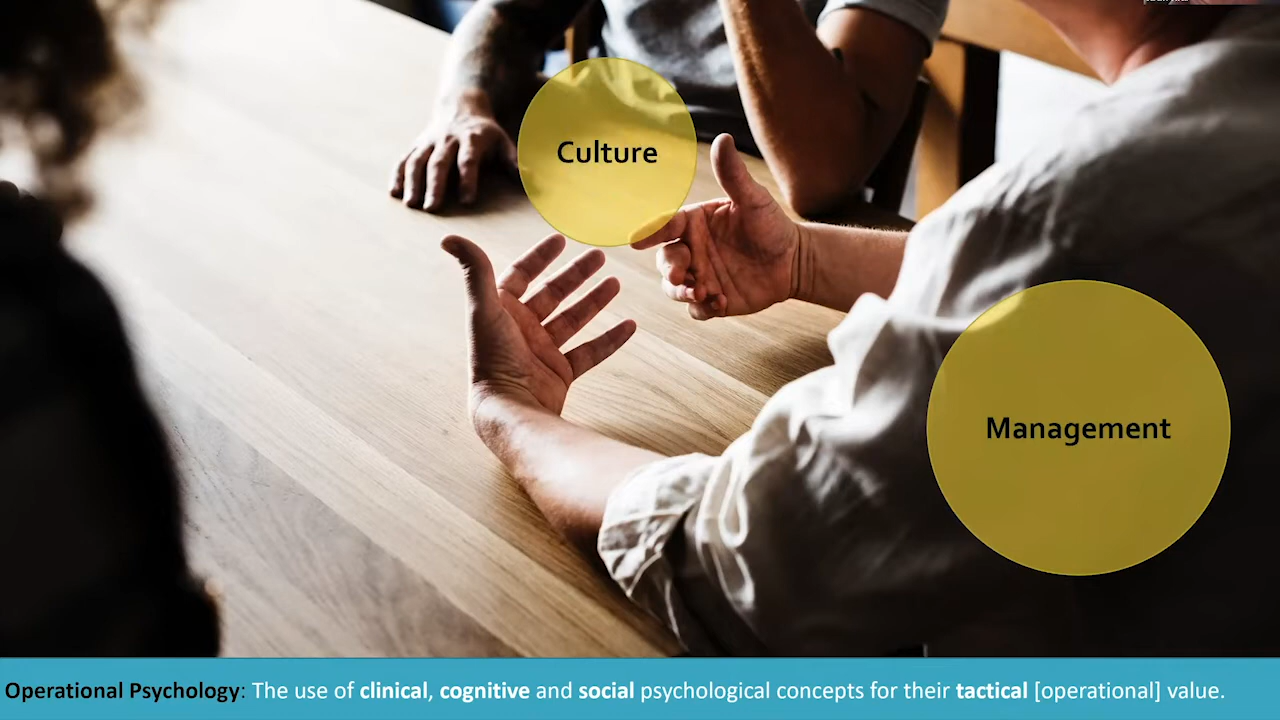 Culture
Management
Operational Psychology: The use of clinical, cognitive and social psychological concepts for their tactical [operational] value.